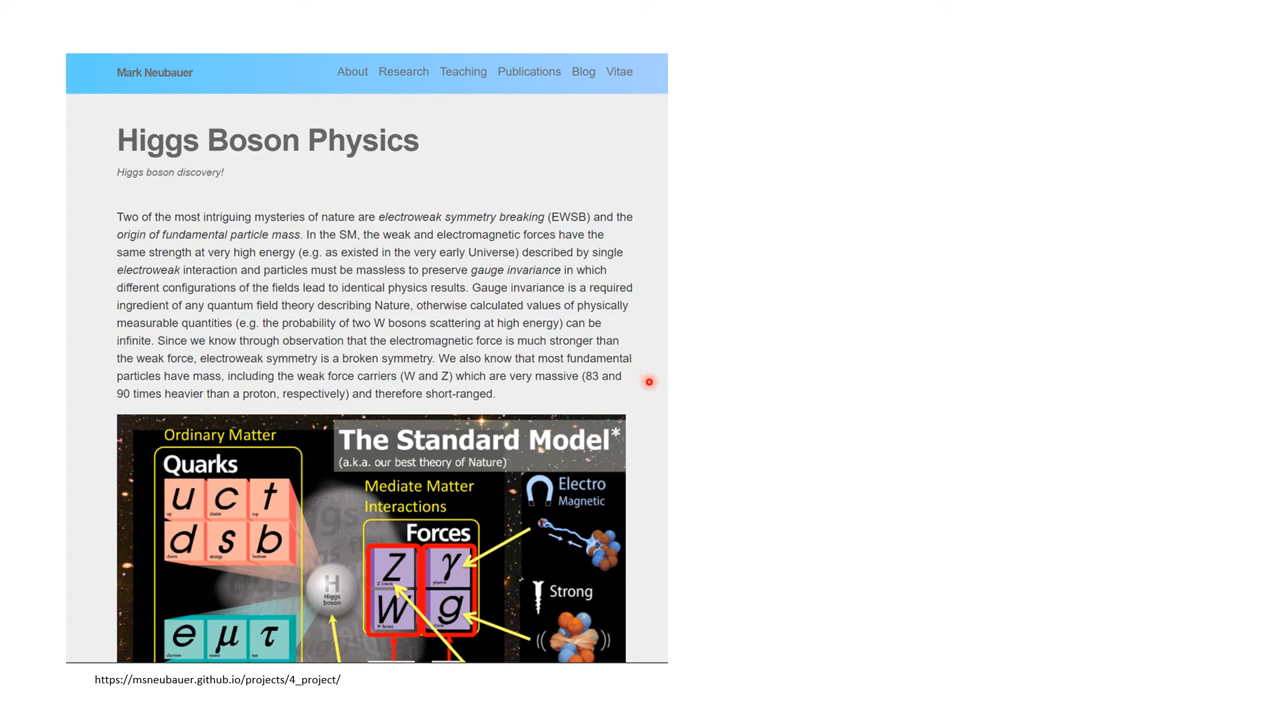 Mark Neubauer
About Research Teaching Publications Blog Vitae
Higgs Boson Physics
Higgs boson discovery!
Two of the most intriguing mysteries of nature are electroweak symmetry breaking (EWSB) and the
origin of fundamental particle mass. In the SM, the weak and electromagnetic forces have the
same strength at very high energy (e.g. as existed in the very early Universe) described by single
electroweak interaction and particles must be massless to preserve gauge invariance in which
different configurations of the fields lead to identical physics results. Gauge invariance is a required
ingredient of any quantum field theory describing Nature, otherwise calculated values of physically
measurable quantities (e.g. the probability of two W bosons scattering at high energy) can be
infinite. Since we know through observation that the electromagnetic force is much stronger than
the weak force, electroweak symmetry is a broken symmetry. We also know that most fundamental
particles have mass, including the weak force carriers (W and Z) which are very massive (83 and
90 times heavier than a proton, respectively) and therefore short-ranged.
Ordinary Matter
Quarks
u c t
d s b
e μ τ
H
Higgs
boson
The Standard Model*
(a.k.a. our best theory of Nature)
Mediate Matter
Interactions
Forces
Z γ
W g
Electro
Magnetic
Strong
https://msneubauer.github.io/projects/4_project/